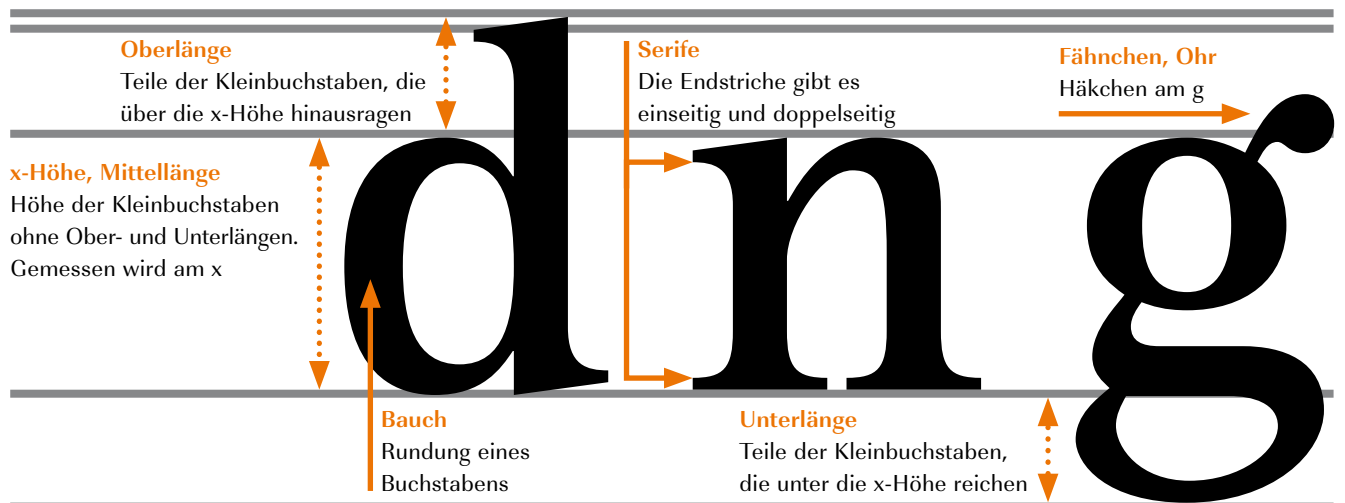 Oberlänge
Teile der Kleinbuchstaben, die
über die x-Höhe hinausragen
Serife
Die Endstriche gibt es
einseitig und doppelseitig
Fähnchen, Ohr
Häkchen am g
x-Höhe, Mittellänge
Höhe der Kleinbuchstaben
ohne Ober- und Unterlängen.
Gemessen wird am x
dng
Bauch
Rundung eines
Buchstabens
Unterlänge
Teile der Kleinbuchstaben,
die unter die x-Höhe reichen